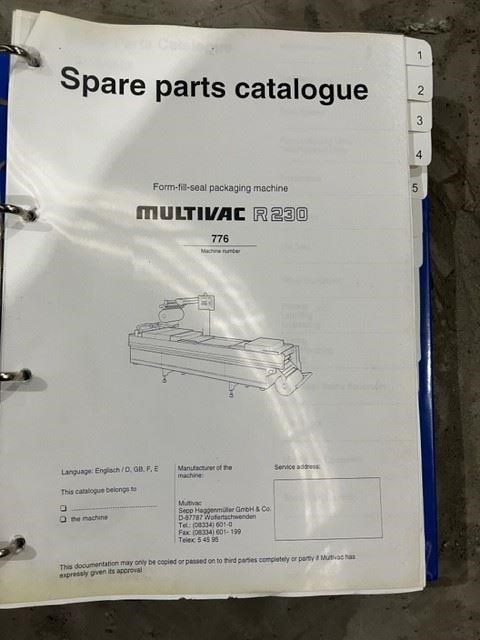 Spare parts catalogue
1
2
3
4
5
Form-fill-seal packaging machine
MULTIVAC R 230
776
Machine number
Language: Englisch / D, GB, F, E
This catalogue belongs to
the machine
Manufacturer of the
machine:
Multivac
Sepp Haggenmüller GmbH & Co.
D-87787 Wolfertschwenden
Tel.: (08334) 601-0
Fax: (08334) 601- 199
Telex: 5 45 95
Service address:
This documentation may only be copied or passed on to third parties completely or partly if Multivac has
expressly given its approval